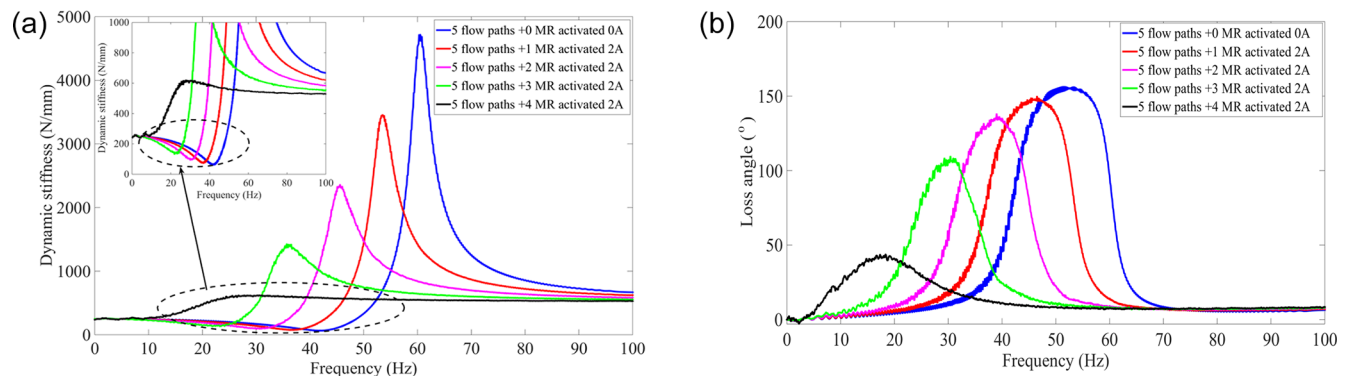 (a)
Dynamic stiffness (N/mm)
5000
4000
3000
2000
1000
0
0 10 20 30 40 50 60 70 80 90 100
Frequency (Hz)
Dynamic stiffness (N/mm)
1000
800
600
400
200
0
0 20 40 60 80 100
Frequency (Hz)
5 flow paths +0 MR activated 0A
5 flow paths +1 MR activated 2A
5 flow paths +2 MR activated 2A
5 flow paths +3 MR activated 2A
5 flow paths +4 MR activated 2A
(b)
Loss angle (°)
200
150
100
50
0
0 10 20 30 40 50 60 70 80 90 100
Frequency (Hz)
5 flow paths +0 MR activated 0A
5 flow paths +1 MR activated 2A
5 flow paths +2 MR activated 2A
5 flow paths +3 MR activated 2A
5 flow paths +4 MR activated 2A